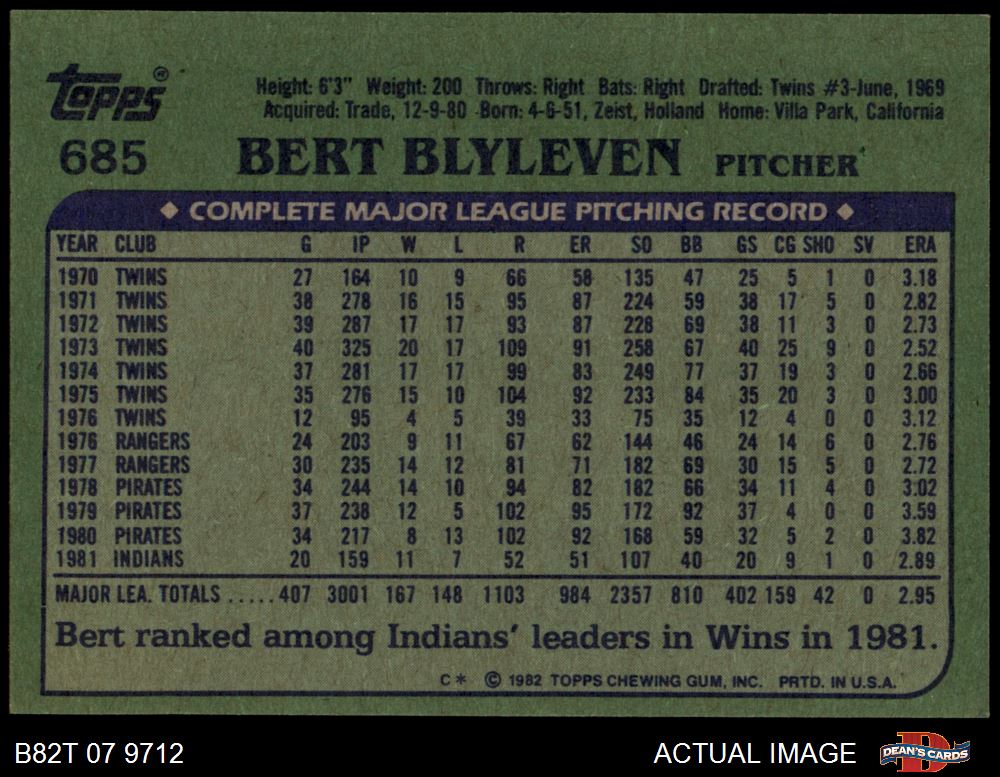 Topps®
Height: 6'3" Weight: 200 Throws: Right Bats: Right Drafted: Twins #3-June, 1969
Acquired: Trade, 12-9-80 Born: 4-6-51, Zeist, Holland Home: Villa Park, California
685 BERT BLYLEVEN PITCHER
◆ COMPLETE MAJOR LEAGUE PITCHING RECORD ◆
YEAR CLUB G IP W L R ER SO BB GS CG SHO SV ERA
1970 TWINS 27 164 10 9 66 58 135 47 25 5 1 0 3.18
1971 TWINS 38 278 16 15 95 87 224 59 38 17 5 0 2.82
1972 TWINS 39 287 17 17 93 87 228 69 38 11 3 0 2.73
1973 TWINS 40 325 20 17 109 91 258 67 40 25 9 0 2.52
1974 TWINS 37 281 17 17 99 83 249 77 37 19 3 0 2.66
1975 TWINS 35 276 15 10 104 92 233 84 35 20 3 0 3.00
1976 TWINS 12 95 4 5 39 33 75 35 12 4 0 0 3.12
1976 RANGERS 24 203 9 11 67 62 144 46 24 14 6 0 2.76
1977 RANGERS 30 235 14 12 81 71 182 69 30 15 5 0 2.72
1978 PIRATES 34 244 14 10 94 82 182 66 34 11 4 0 3.02
1979 PIRATES 37 238 12 5 102 95 172 92 37 4 0 0 3.59
1980 PIRATES 34 217 8 13 102 92 168 59 32 5 2 0 3.82
1981 INDIANS 20 159 11 7 52 51 107 40 20 9 1 0 2.89
MAJOR LEA. TOTALS .....407 3001 167 148 1103 984 2357 810 402 159 42 0 2.95
Bert ranked among Indians' leaders in Wins in 1981.
C* © 1982 TOPPS CHEWING GUM, INC. PRTD. IN U.S.A.
B82T 07 9712 ACTUAL IMAGE DEAN'S CARDS